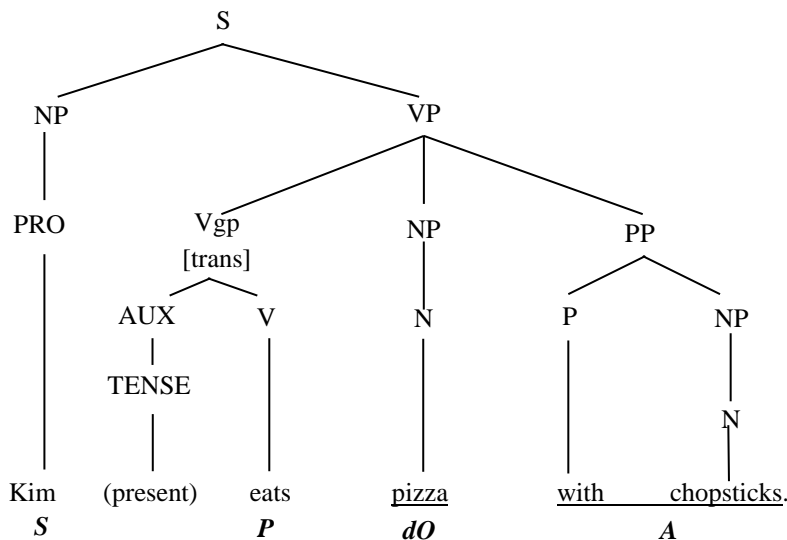 S
NP VP
PRO Vgp NP PP
[trans]
AUX V N P NP
TENSE
N
Kim (present) eats pizza with chopsticks.
S P dO A